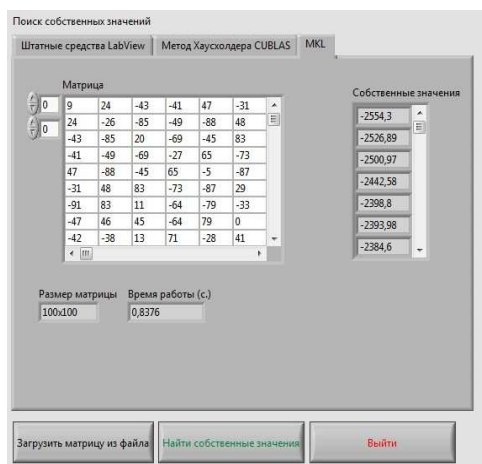 Поиск собственных значений
Штатные средства LabView Метод Хаусхолдера CUBLAS MKL
Матрица
Собственные значения
0 9 24 -43 -41 47 -31
0 24 -26 -85 -49 -88 48
-43 -85 20 -69 -45 83
-41 -49 -69 -27 65 -73
47 -88 -45 65 -5 -87
-31 48 83 -73 -87 29
-91 83 11 -64 -79 -33
-47 46 45 -64 79 0
-42 -38 13 71 -28 41
-2554,3
-2526,89
-2500,97
-2442,58
-2398,8
-2393,98
-2384,6
Размер матрицы Время работы (с.)
100x100 0,8376
Загрузить матрицу из файла Найти собственные значения Выйти